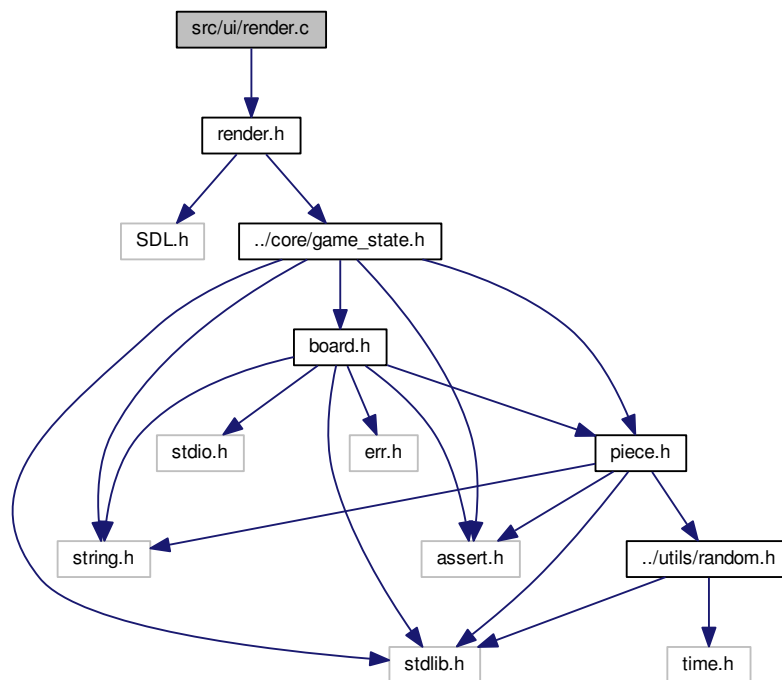 src/ui/render.c
render.h
SDL.h
../core/game_state.h
board.h
stdio.h
err.h
piece.h
string.h
assert.h
../utils/random.h
stdlib.h
time.h